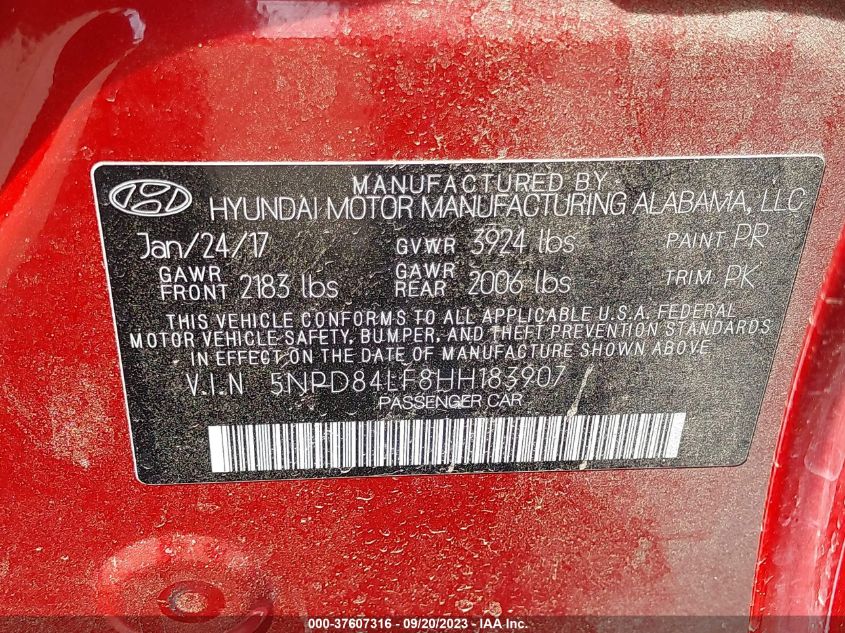 MANUFACTURED BY
HYUNDAI MOTOR MANUFACTURING ALABAMA, LLC
Jan/24/17 GVWR 3924 lbs PAINT PR
GAWR FRONT 2183 lbs GAWR REAR 2006 lbs TRIM PK
THIS VEHICLE CONFORMS TO ALL APPLICABLE U.S.A. FEDERAL
MOTOR VEHICLE SAFETY, BUMPER, AND THEFT PREVENTION STANDARDS
IN EFFECT ON THE DATE OF MANUFACTURE SHOWN ABOVE.
V.I.N 5NPD84LF8HH183907
PASSENGER CAR
000-37607316 - 09/20/2023 - IAA Inc.